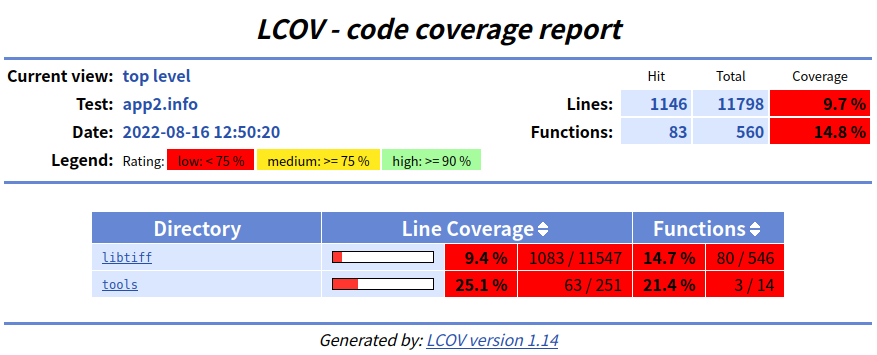 LCOV - code coverage report
Current view: top level Hit Total Coverage
Test: app2.info Lines: 1146 11798 9.7 %
Date: 2022-08-16 12:50:20 Functions: 83 560 14.8 %
Legend: Rating: low: < 75 % medium: >= 75 % high: >= 90 %
Directory Line Coverage Functions
libtiff 9.4 % 1083 / 11547 14.7 % 80 / 546
tools 25.1 % 63 / 251 21.4 % 3 / 14
Generated by: LCOV version 1.14